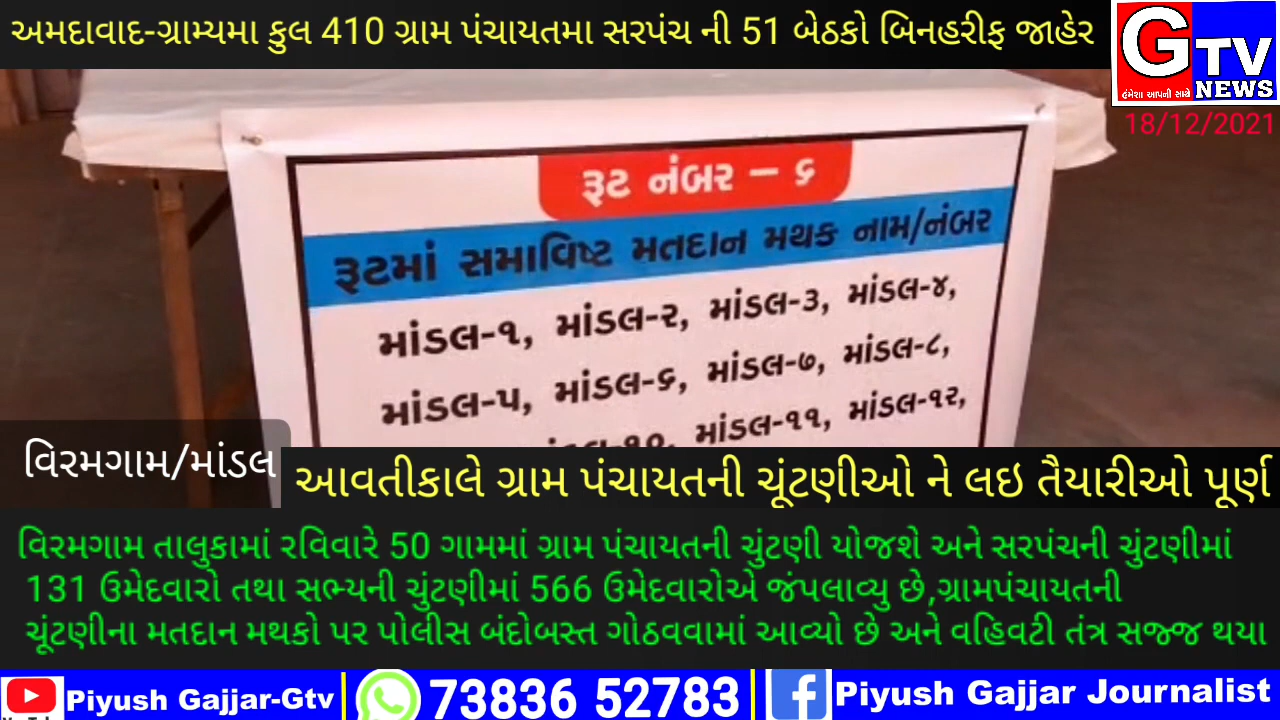 અમદાવાદ-ગ્રામ્યમા કુલ 410 ગ્રામ પંચાયતમા સરપંચ ની 51 બેઠકો બિનહરીફ જાહેર
GTV
NEWS
હંમેશા આપની સાથે
18/12/2021
રૂટ નંબર – ૬
રૂટમાં સમાવિષ્ટ મતદાન મથક નામ/નંબર
માંડલ-૧, માંડલ-૨, માંડલ-૩, માંડલ-૪,
માંડલ-૫, માંડલ-૬, માંડલ-૭, માંડલ-૮,
માંડલ-૧૧, માંડલ-૧૨,
વિરમગામ/માંડલ
આવતીકાલે ગ્રામ પંચાયતની ચૂંટણીઓ ને લઇ તૈયારીઓ પૂર્ણ
વિરમગામ તાલુકામાં રવિવારે 50 ગામમાં ગ્રામ પંચાયતની ચુંટણી યોજશે અને સરપંચની ચુંટણીમાં
131 ઉમેદવારો તથા સભ્યની ચુંટણીમાં 566 ઉમેદવારોએ જંપલાવ્યુ છે,ગ્રામપંચાયતની
ચૂંટણીના મતદાન મથકો પર પોલીસ બંદોબસ્ત ગોઠવવામાં આવ્યો છે અને વહિવટી તંત્ર સજ્જ થયા
Piyush Gajjar-Gtv
73836 52783
Piyush Gajjar Journalist